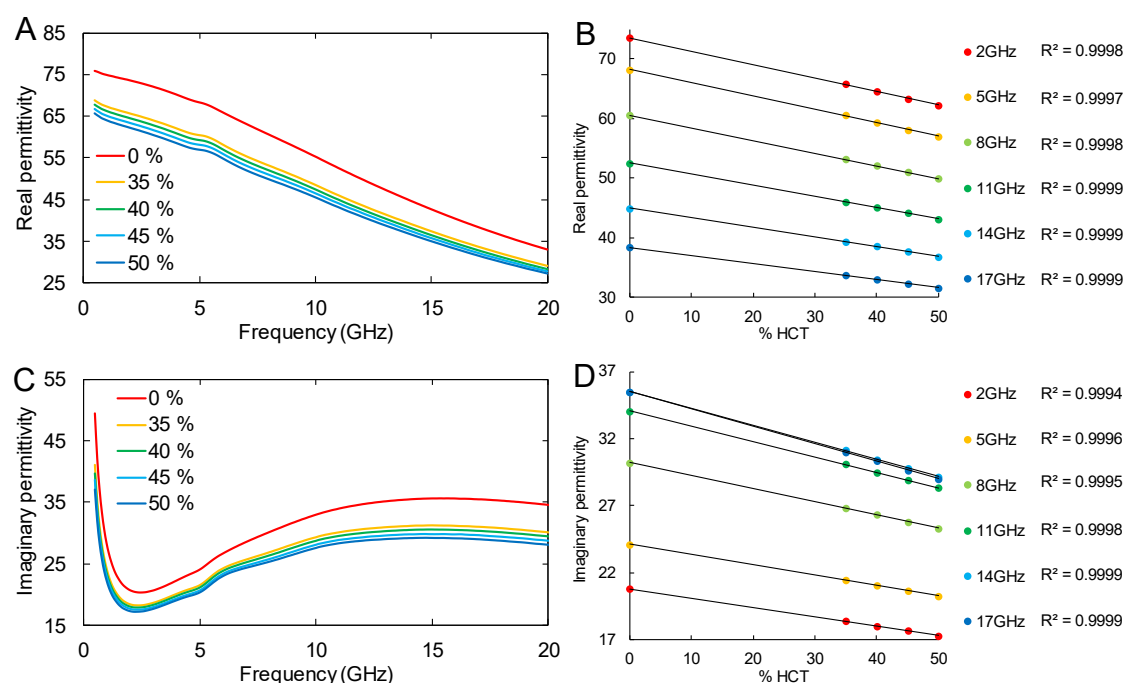 A
85
75
65
55
45
35
25
Real permittivity
0 %
35 %
40 %
45 %
50 %
0 5 10 15 20
Frequency (GHz)
B
70
60
50
40
30
Real permittivity
0 10 20 30 40 50
% HCT
2GHz R² = 0.9998
5GHz R² = 0.9997
8GHz R² = 0.9998
11GHz R² = 0.9999
14GHz R² = 0.9999
17GHz R² = 0.9999
C
55
45
35
25
15
Imaginary permittivity
0 %
35 %
40 %
45 %
50 %
0 5 10 15 20
Frequency (GHz)
D
37
32
27
22
17
Imaginary permittivity
0 10 20 30 40 50
% HCT
2GHz R² = 0.9994
5GHz R² = 0.9996
8GHz R² = 0.9995
11GHz R² = 0.9998
14GHz R² = 0.9999
17GHz R² = 0.9999